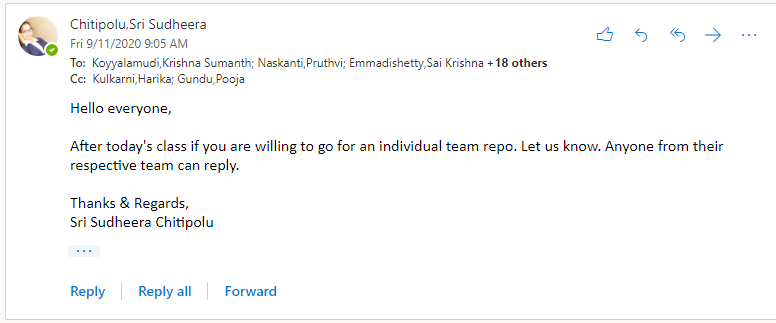 Chitipolu,Sri Sudheera
Fri 9/11/2020 9:05 AM
To: Koyyalamudi,Krishna Sumanth; Naskanti,Pruthvi; Emmadishetty,Sai Krishna +18 others
Cc: Kulkarni,Harika; Gundu,Pooja
Hello everyone,
After today's class if you are willing to go for an individual team repo. Let us know. Anyone from their
respective team can reply.
Thanks & Regards,
Sri Sudheera Chitipolu
...
Reply Reply all Forward